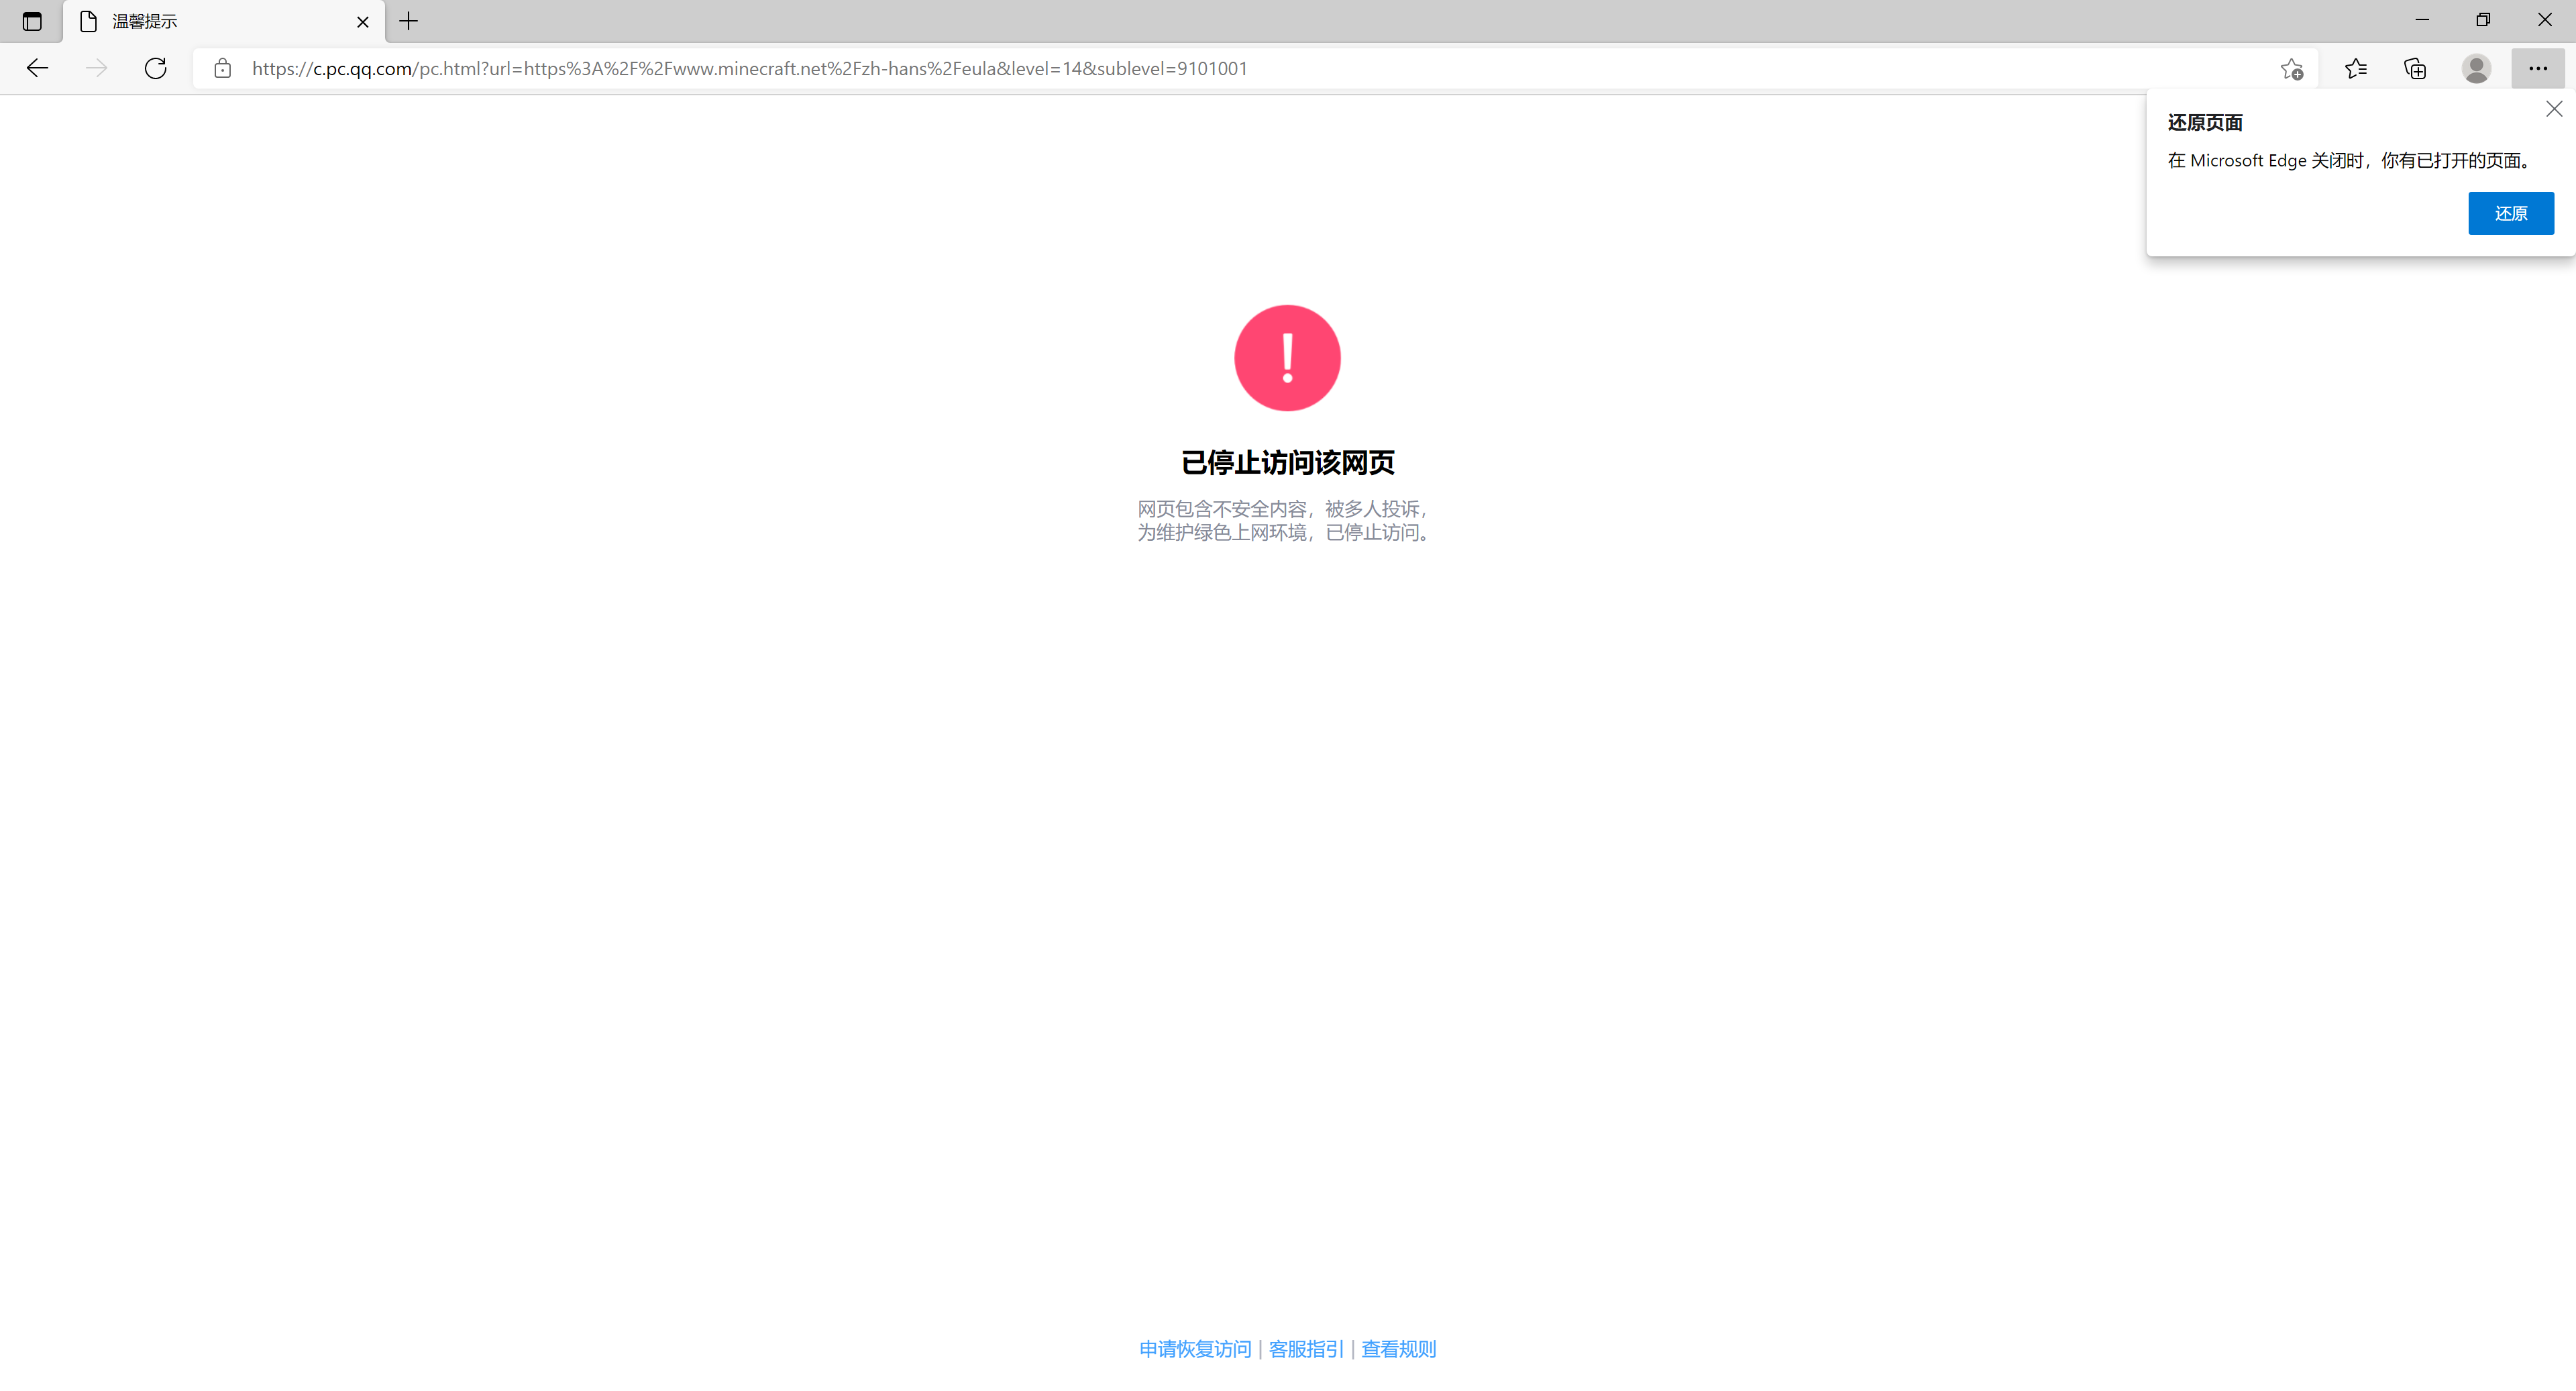 温馨提示
https://c.pc.qq.com/pc.html?url=https%3A%2F%2Fwww.minecraft.net%2Fzh-hans%2Feula&level=14&sublevel=9101001
还原页面
在 Microsoft Edge 关闭时，你有已打开的页面。
还原
已停止访问该网页
网页包含不安全内容，被多人投诉，
为维护绿色上网环境，已停止访问。
申请恢复访问 | 客服指引 | 查看规则